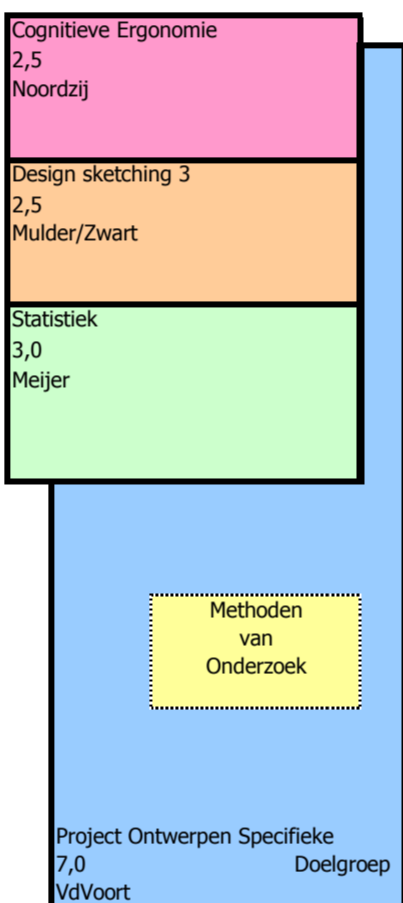 Cognitieve Ergonomie
2,5
Noordzij
Design sketching 3
2,5
Mulder/Zwart
Statistiek
3,0
Meijer
Methoden
van
Onderzoek
Project Ontwerpen Specifieke
7,0 Doelgroep
VdVoort